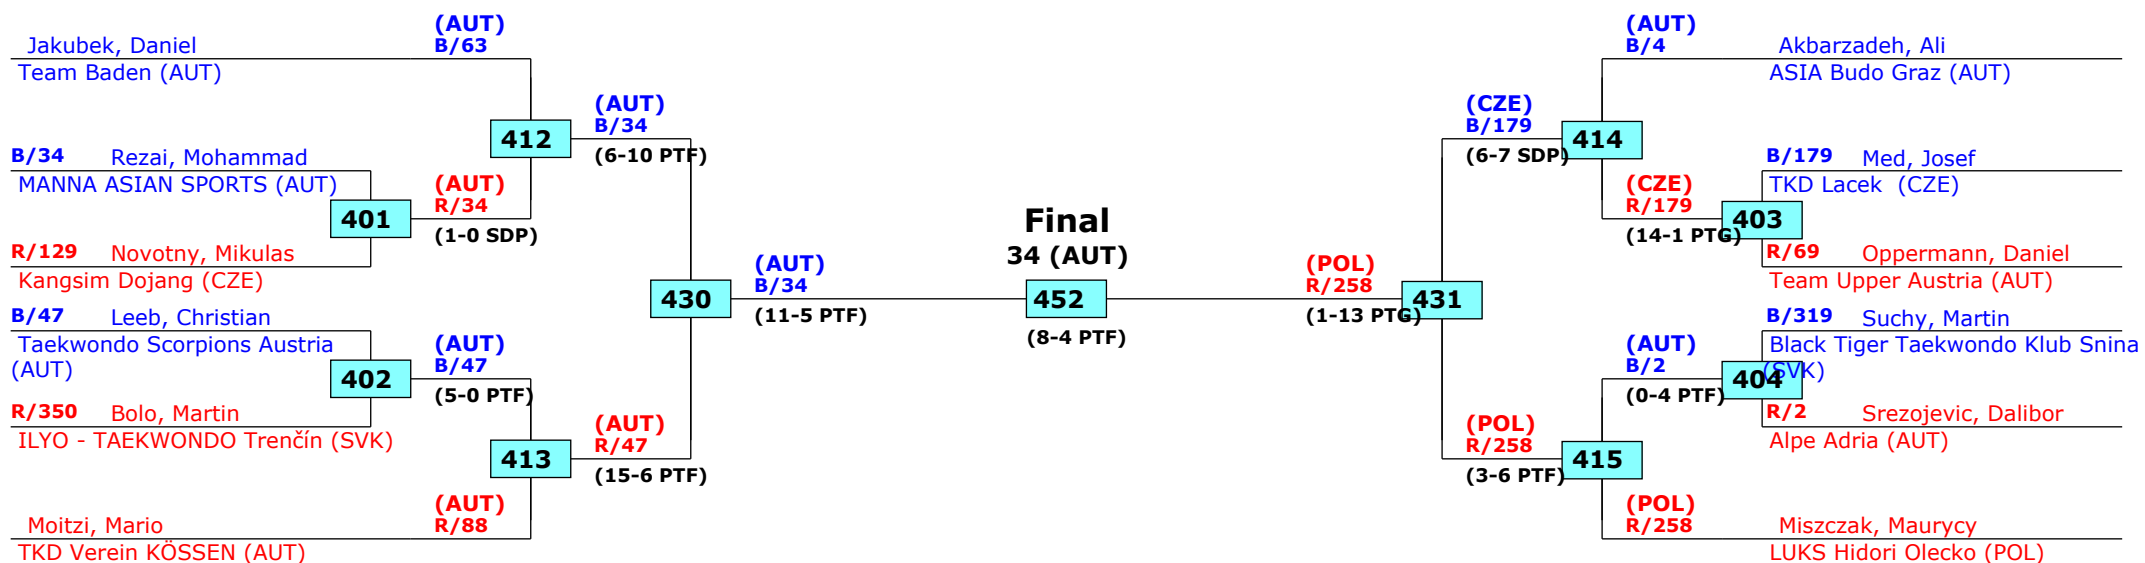 (AUT)
B/63
Jakubek, Daniel
Team Baden (AUT)
B/34 Rezai, Mohammad
MANNA ASIAN SPORTS (AUT)
401
R/129 Novotny, Mikulas
Kangsim Dojang (CZE)
(AUT)
R/34
(1-0 SDP)
412
(AUT)
B/34
(6-10 PTF)
B/47 Leeb, Christian
Taekwondo Scorpions Austria
(AUT)
402
R/350 Bolo, Martin
ILYO - TAEKWONDO Trenčín (SVK)
(AUT)
B/47
(5-0 PTF)
413
(AUT)
R/47
(15-6 PTF)
Moitzi, Mario
TKD Verein KÖSSEN (AUT)
(AUT)
R/88
430
(AUT)
B/34
(11-5 PTF)
Final
34 (AUT)
452
(8-4 PTF)
(POL)
R/258
(1-13 PTG)
431
(CZE)
B/179
(6-7 SDP)
414
(AUT)
B/4
Akbarzadeh, Ali
ASIA Budo Graz (AUT)
B/179 Med, Josef
TKD Lacek (CZE)
(CZE)
R/179
(14-1 PTG)
403
R/69 Oppermann, Daniel
Team Upper Austria (AUT)
B/319 Suchy, Martin
Black Tiger Taekwondo Klub Snina
(SVK)
(AUT)
B/2
(0-4 PTF)
404
R/2 Srezojevic, Dalibor
Alpe Adria (AUT)
(POL)
R/258
(3-6 PTF)
415
(POL)
R/258
Miszczak, Maurycy
LUKS Hidori Olecko (POL)